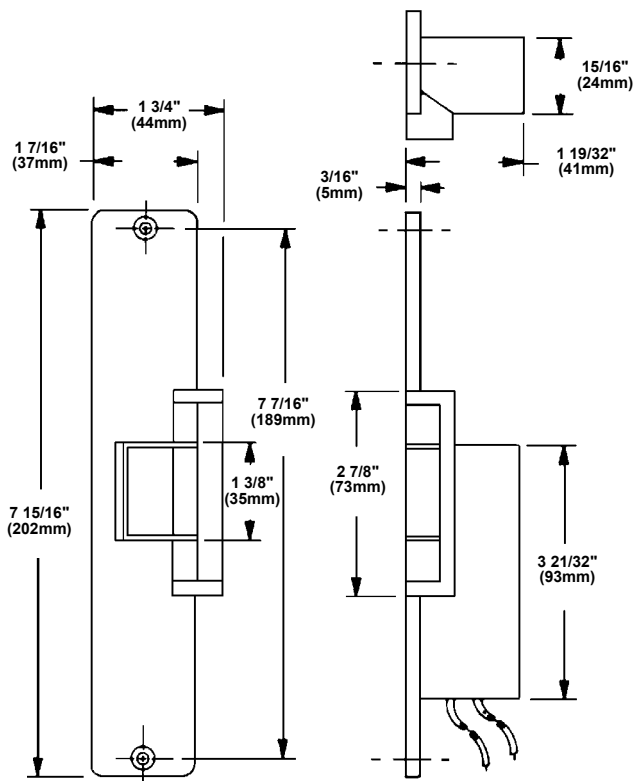 15/16"
(24mm)
1 3/4"
(44mm)
1 7/16"
(37mm)
1 19/32"
(41mm)
3/16"
(5mm)
7 7/16"
(189mm)
1 3/8"
(35mm)
2 7/8"
(73mm)
7 15/16"
(202mm)
3 21/32"
(93mm)